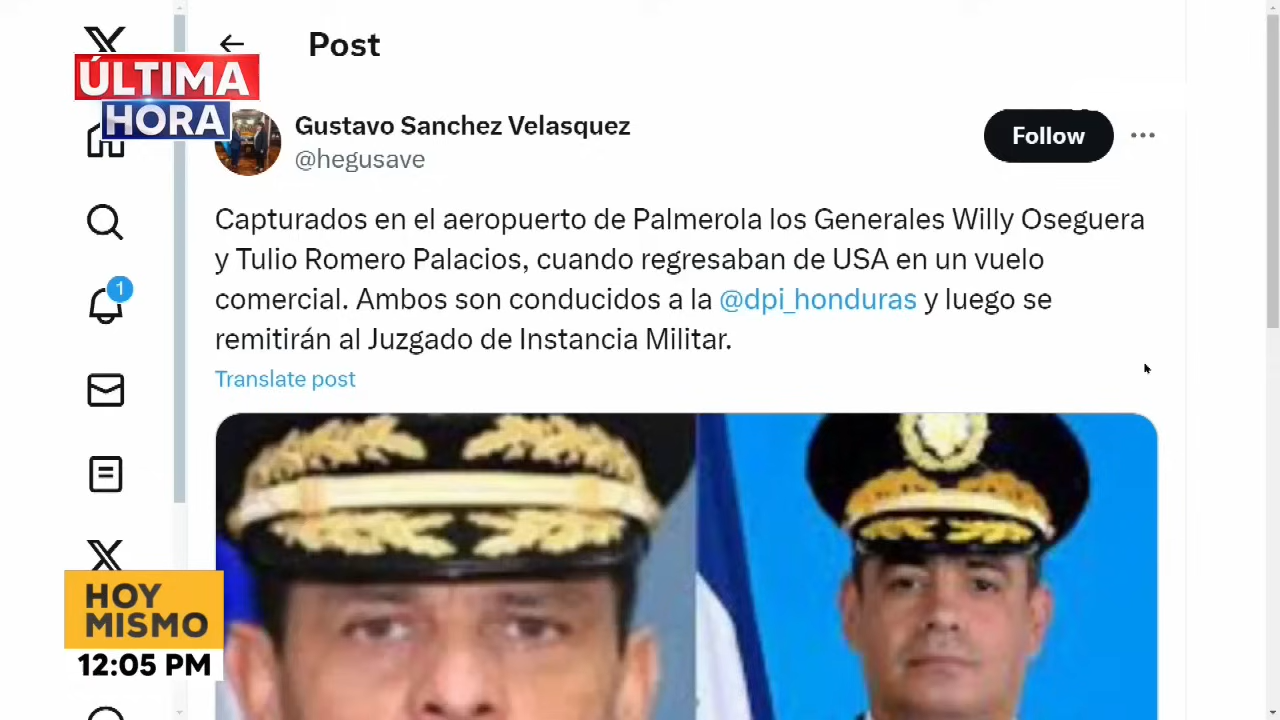 Post
ÚLTIMA
HORA
Gustavo Sanchez Velasquez
@hegusave
Follow
Capturados en el aeropuerto de Palmerola los Generales Willy Oseguera
y Tulio Romero Palacios, cuando regresaban de USA en un vuelo
comercial. Ambos son conducidos a la @dpi_honduras y luego se
remitirán al Juzgado de Instancia Militar.
Translate post
1
HOY
MISMO
12:05 PM